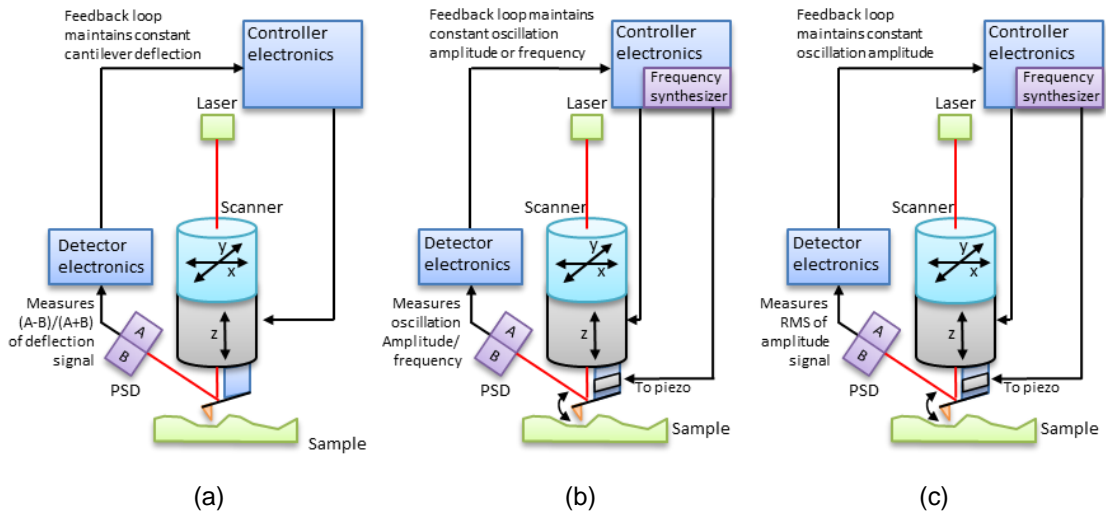 Feedback loop
maintains constant
cantilever deflection
Controller
electronics
Laser
Scanner
y
x
Detector
electronics
Measures
(A-B)/(A+B)
of deflection
signal
A
B
z
PSD
Sample
(a)
Feedback loop maintains
constant oscillation
amplitude or frequency
Controller
electronics
Frequency
synthesizer
Laser
Scanner
y
x
Detector
electronics
Measures
oscillation
Amplitude/
frequency
A
B
z
PSD
To piezo
Sample
(b)
Feedback loop
maintains constant
oscillation amplitude
Controller
electronics
Frequency
synthesizer
Laser
Scanner
y
x
Detector
electronics
Measures
RMS of
amplitude
signal
A
B
z
PSD
To piezo
Sample
(c)